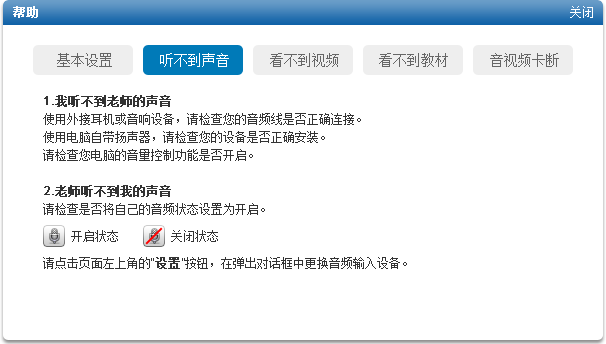 帮助 关闭
基本设置 听不到声音 看不到视频 看不到教材 音视频卡断
1.我听不到老师的声音
使用外接耳机或音响设备，请检查您的音频线是否正确连接。
使用电脑自带扬声器，请检查您的设备是否正确安装。
请检查您电脑的音量控制功能是否开启。
2.老师听不到我的声音
请检查是否将自己的音频状态设置为开启。
开启状态 关闭状态
请点击页面左上角的"设置"按钮，在弹出对话框中更换音频输入设备。